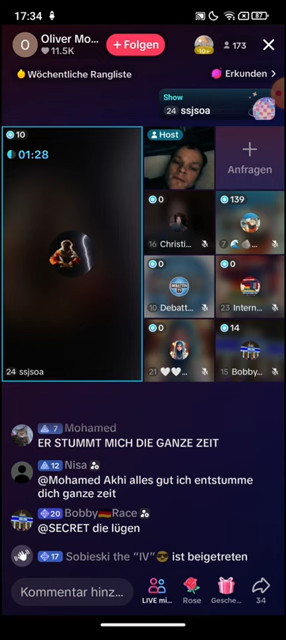 17:34
87
Oliver Mo...
11.5K
+ Folgen
10+
173
Wöchentliche Rangliste
Erkunden >
Show
24 ssjsoa
10
01:28
Host
Anfragen
0
16 Christi...
139
7
0
10 Debatt...
0
23 Intern...
0
21 🤍🤍...
14
15 Bobby...
24 ssjsoa
7 Mohamed
ER STUMMT MICH DIE GANZE ZEIT
12 Nisa
@Mohamed Akhi alles gut ich entstumme
dich ganze zeit
20 Bobby🇩🇪Race
@SECRET die lügen
17 Sobieski the “IV”😎 ist beigetreten
Kommentar hinz...
LIVE mi...
Rose
Gesche...
34